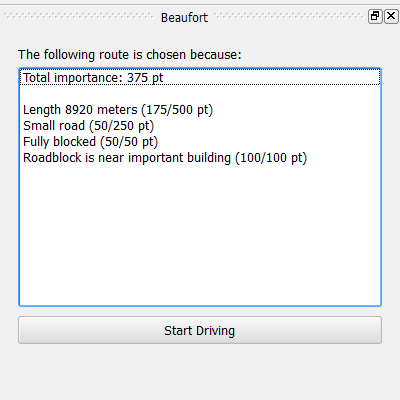 Beaufort
The following route is chosen because:
Total importance: 375 pt
Length 8920 meters (175/500 pt)
Small road (50/250 pt)
Fully blocked (50/50 pt)
Roadblock is near important building (100/100 pt)
Start Driving